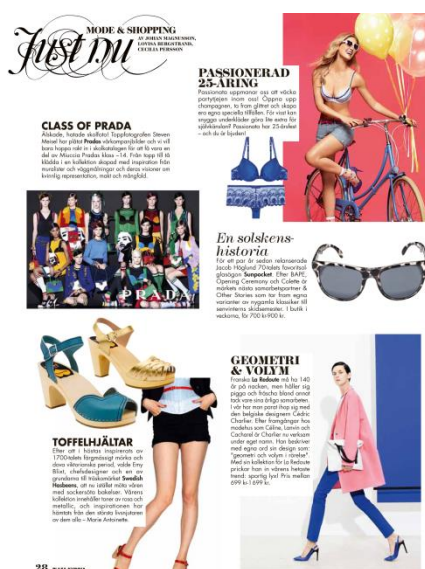 Just nu
MODE & SHOPPING
AV JOHAN MAGNUSSON,
LOVISA BERGSTRAND,
CECILIA PERSSON
PASSIONERAD
25-ÅRING
Passionata uppmanar oss att väcka
partytjejen inom oss! Öppna upp
champagnen, ta fram glittret och skapa
era egna speciella tillfällen. För visst kan
snygga underkläder göra lite extra för
självkänslan? Passionata har 25-årsfest
– och du är bjuden!
CLASS OF PRADA
Älskade, hatade skolfoto! Toppfotografen Steven
Meisel har plåtat Pradas vårkampanjbilder och vi vill
bara hoppa rakt in i skolkatalogen för att få vara en
del av Miuccia Pradas klass –14. Från topp till tå
klädda i en kollektion skapad med inspiration från
muralister och väggmålningar och deras visioner om
kvinnlig representation, makt och mångfald.
PRADA
En solskens-
historia
För ett par år sedan relanserade
Jacob Höglund 70-talets favoritsol-
glasögon Sunpocket. Efter BAPE,
Opening Ceremony och Colette är
märkets nästa samarbetspartner &
Other Stories som tar fram egna
varianter av nygamla klassiker till
senvinterns skidsemester. I butik i
veckorna, för 700 kr-900 kr.
GEOMETRI
& VOLYM
Franska La Redoute må ha 140
år på nacken, men håller sig
pigga och fräscha bland annat
tack vare sina årliga samarbeten.
I vår har man parat ihop sig med
den belgiske designern Cédric
Charlier. Efter framgångar hos
modehus som Céline, Lanvin och
Cacharel är Charlier nu verksam
under eget namn. Han beskriver
med egna ord sin design som:
"geometri och volym i rörelse".
Med sin kollektion för La Redoute
prickar han in vårens hetaste
trend: sportig lyx! Pris mellan
699 kr-1 699 kr.
TOFFELHJÄLTAR
Efter att i höstas inspirerats av
1700-talets färgmässigt mörka och
dova viktorianska period, valde Emy
Blixt, chefsdesigner och en av
grundarna till träskomärket Swedish
Hasbeens, att nu istället möta våren
med sockersöta bakelser. Vårens
kollektion innehåller toner av rosa och
metallic, och inspirationen har
hämtats från den största livsnjutaren
av dem alla – Marie Antoinette.
38